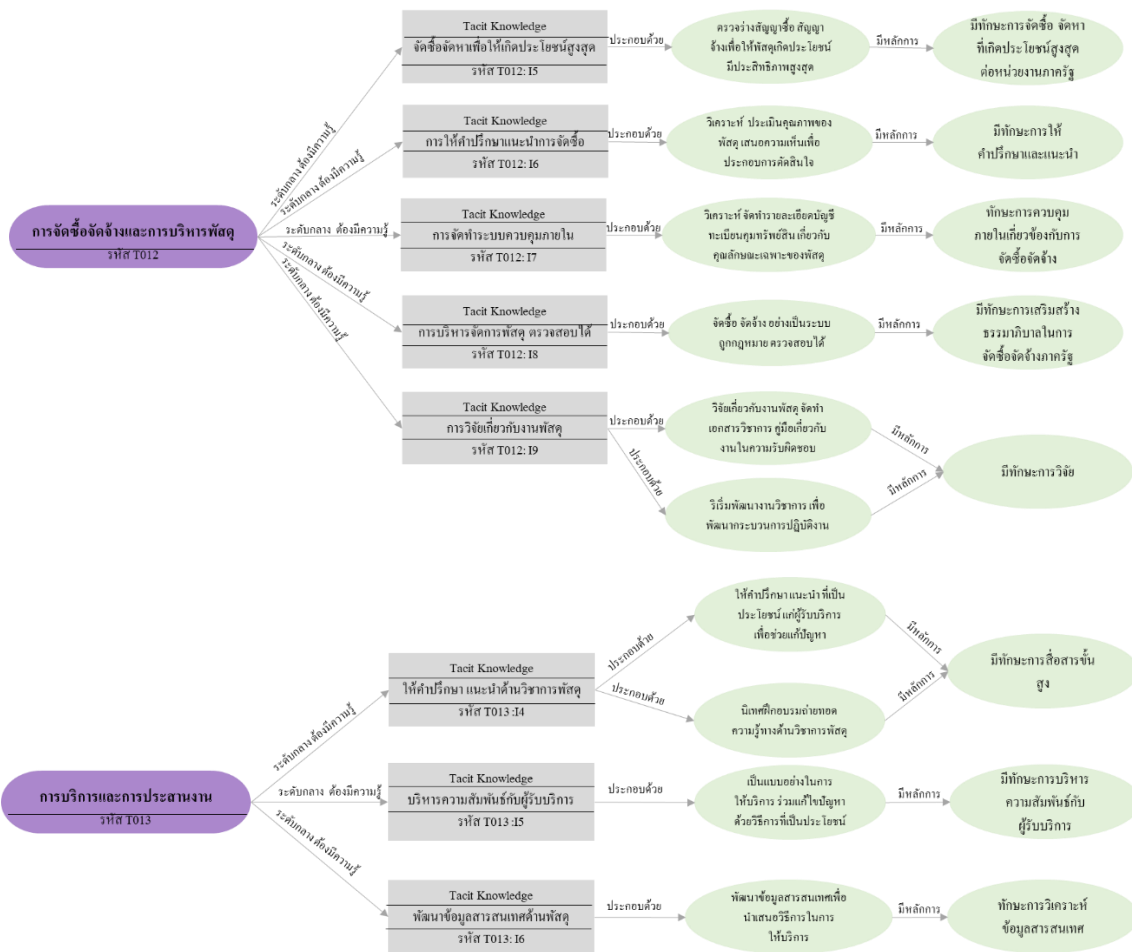 Tacit Knowledge
จัดซื้อจัดหาเพื่อให้เกิดประโยชน์สูงสุด
รหัส T012: I5
ประกอบด้วย
ตรวจร่างสัญญาซื้อ สัญญา
จ้างเพื่อให้พัสดุเกิดประโยชน์
มีประสิทธิภาพสูงสุด
มีหลักการ
มีทักษะการจัดซื้อ จัดหา
ที่เกิดประโยชน์สูงสุด
ต่อหน่วยงานภาครัฐ
ระดับกลาง ต้องมีความรู้
Tacit Knowledge
การให้คำปรึกษาแนะนำการจัดซื้อ
รหัส T012: I6
ประกอบด้วย
วิเคราะห์ ประเมินคุณภาพของ
พัสดุ เสนอความเห็นเพื่อ
ประกอบการตัดสินใจ
มีหลักการ
มีทักษะการให้
คำปรึกษาและแนะนำ
ระดับกลาง ต้องมีความรู้
การจัดซื้อจัดจ้างและการบริหารพัสดุ
รหัส T012
ระดับกลาง ต้องมีความรู้
Tacit Knowledge
การจัดทำระบบควบคุมภายใน
รหัส T012: I7
ประกอบด้วย
วิเคราะห์ จัดทำรายละเอียดบัญชี
ทะเบียนคุมทรัพย์สิน เกี่ยวกับ
คุณลักษณะเฉพาะของพัสดุ
มีหลักการ
ทักษะการควบคุม
ภายในเกี่ยวข้องกับการ
จัดซื้อจัดจ้าง
ระดับกลาง ต้องมีความรู้
Tacit Knowledge
การบริหารจัดการพัสดุ ตรวจสอบได้
รหัส T012: I8
ประกอบด้วย
จัดซื้อ จัดจ้าง อย่างเป็นระบบ
ถูกกฎหมาย ตรวจสอบได้
มีหลักการ
มีทักษะการเสริมสร้าง
ธรรมาภิบาลในการ
จัดซื้อจัดจ้างภาครัฐ
ระดับกลาง ต้องมีความรู้
Tacit Knowledge
การวิจัยเกี่ยวกับงานพัสดุ
รหัส T012: I9
ประกอบด้วย
วิจัยเกี่ยวกับงานพัสดุ จัดทำ
เอกสารวิชาการ คู่มือเกี่ยวกับ
งานในความรับผิดชอบ
มีหลักการ
ประกอบด้วย
ริเริ่มพัฒนางานวิชาการ เพื่อ
พัฒนากระบวนการปฏิบัติงาน
มีหลักการ
มีทักษะการวิจัย
ให้คำปรึกษา แนะนำ ที่เป็น
ประโยชน์ แก่ผู้รับบริการ
เพื่อช่วยแก้ปัญหา
มีหลักการ
ประกอบด้วย
Tacit Knowledge
ให้คำปรึกษา แนะนำด้านวิชาการพัสดุ
รหัส T013 :I4
ประกอบด้วย
นิเทศฝึกอบรมถ่ายทอด
ความรู้ทางด้านวิชาการพัสดุ
มีหลักการ
มีทักษะการสื่อสารขั้น
สูง
ระดับกลาง ต้องมีความรู้
การบริการและการประสานงาน
รหัส T013
ระดับกลาง ต้องมีความรู้
Tacit Knowledge
บริหารความสัมพันธ์กับผู้รับบริการ
รหัส T013 :I5
ประกอบด้วย
เป็นแบบอย่างในการ
ให้บริการ ร่วมแก้ไขปัญหา
ด้วยวิธีการที่เป็นประโยชน์
มีหลักการ
มีทักษะการบริหาร
ความสัมพันธ์กับ
ผู้รับบริการ
ระดับกลาง ต้องมีความรู้
Tacit Knowledge
พัฒนาข้อมูลสารสนเทศด้านพัสดุ
รหัส T013: I6
ประกอบด้วย
พัฒนาข้อมูลสารสนเทศเพื่อ
นำเสนอวิธีการในการ
ให้บริการ
มีหลักการ
ทักษะการวิเคราะห์
ข้อมูลสารสนเทศ